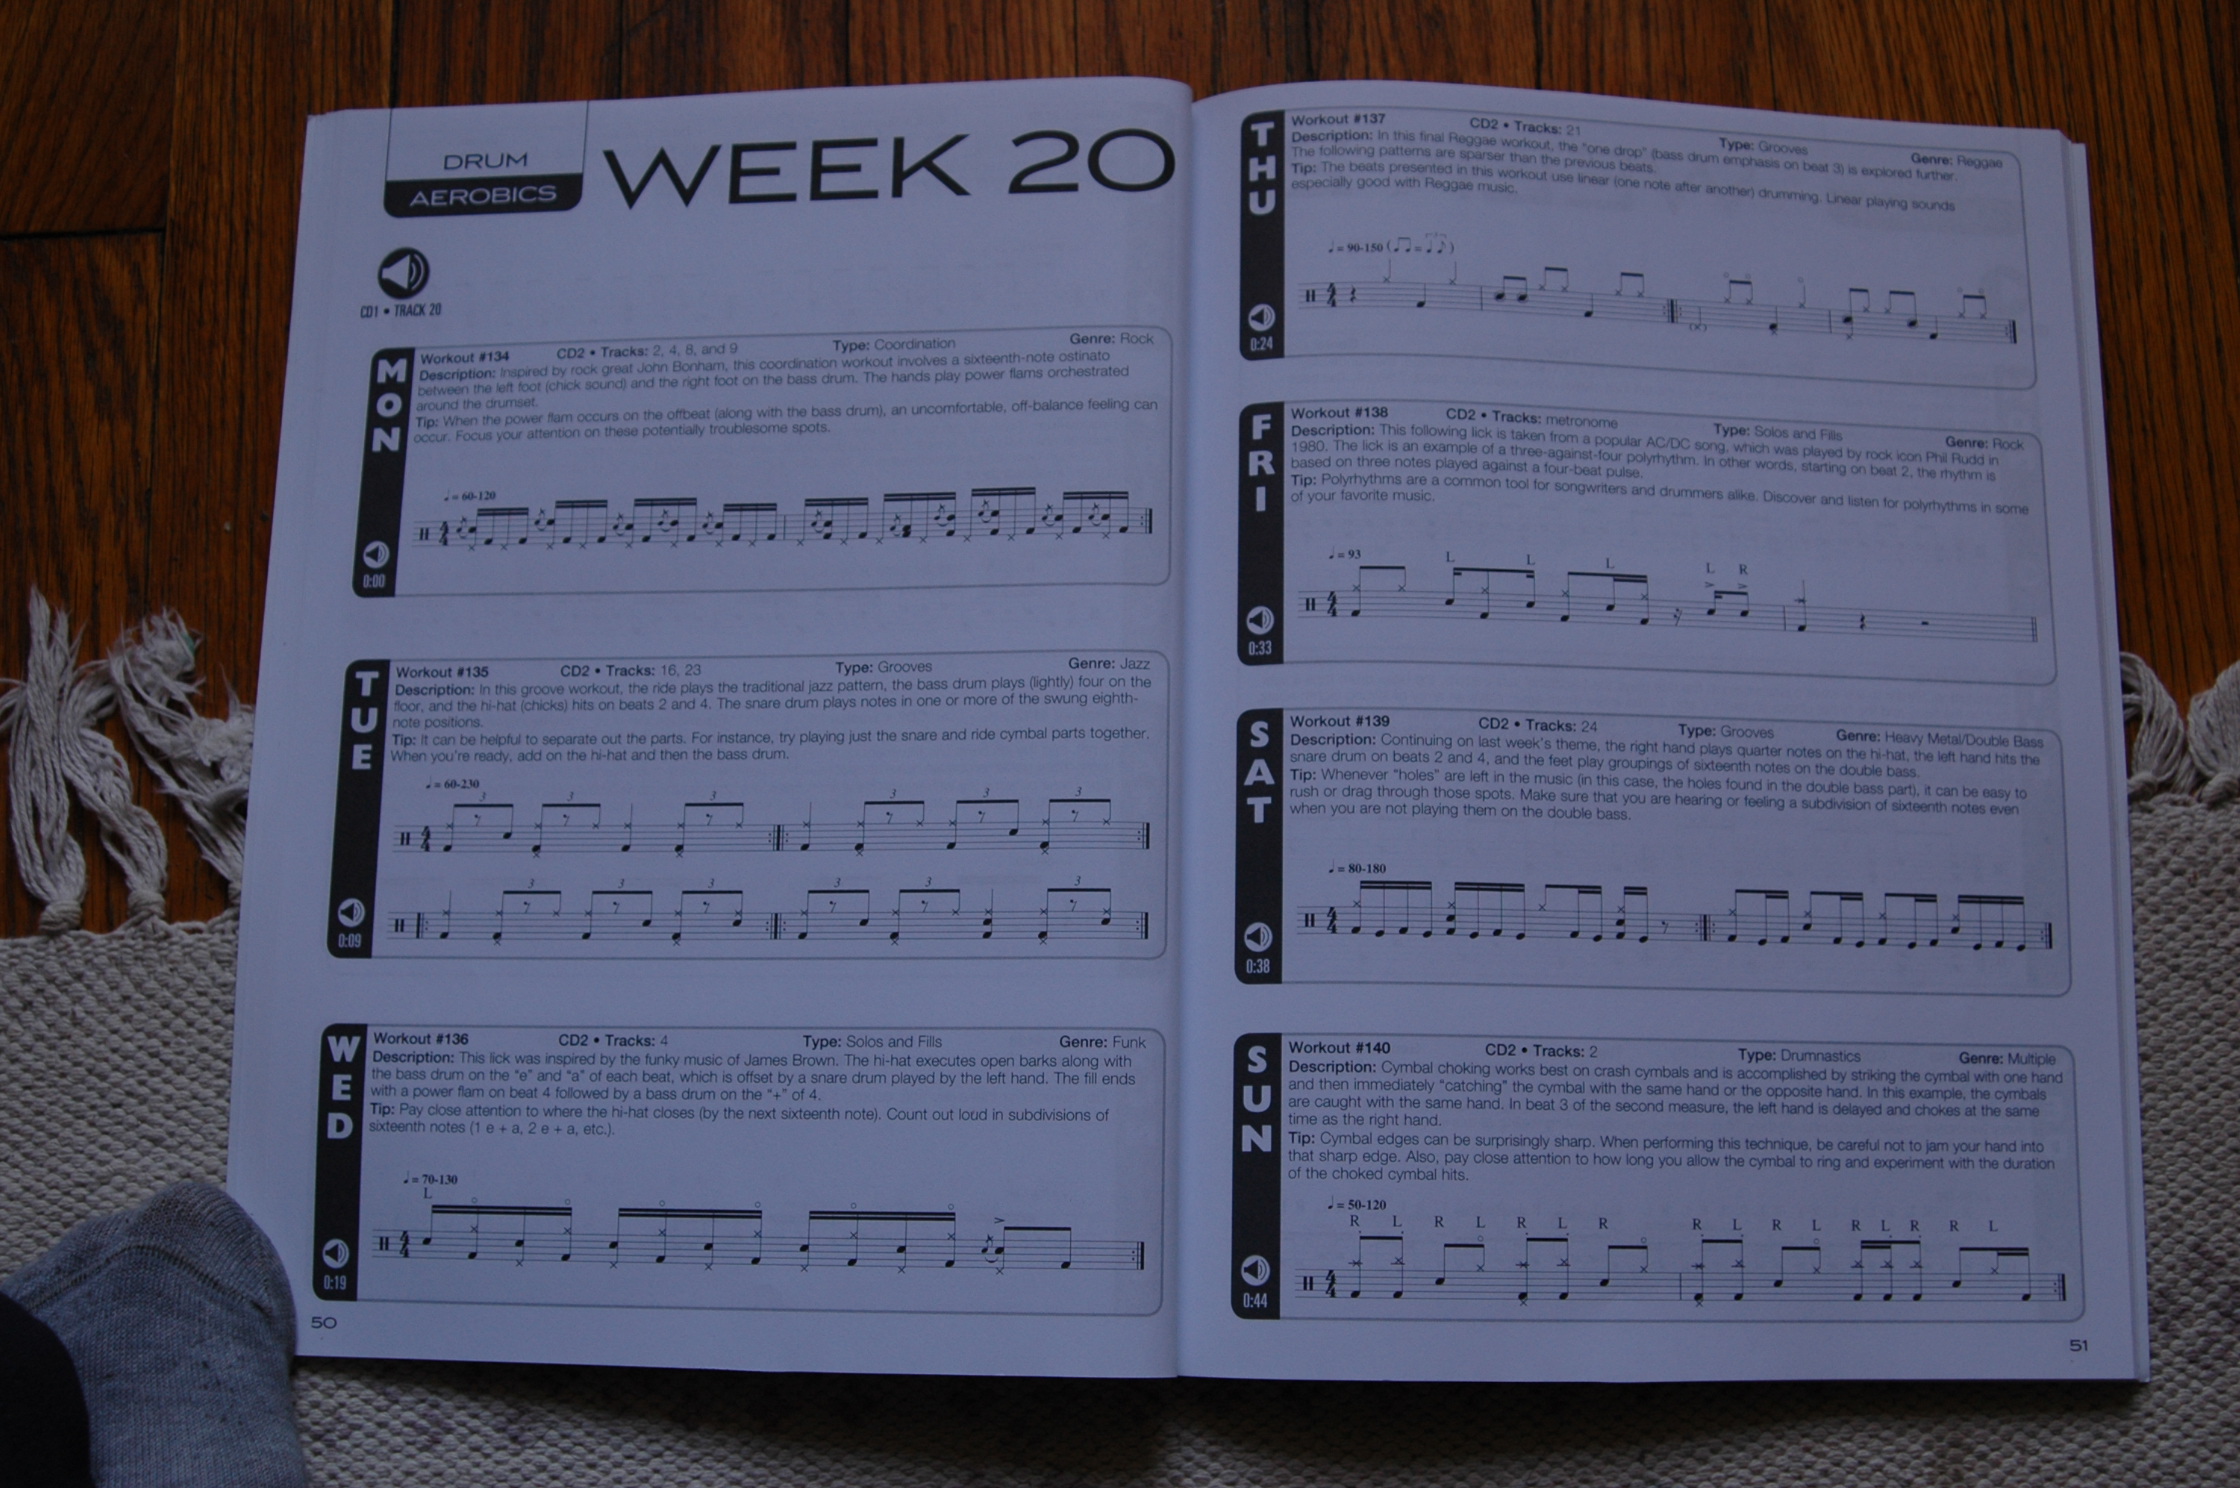 DRUM
AEROBICS
WEEK 20
CD1 • TRACK 20
MON
Workout #134 CD2 • Tracks: 2, 4, 8, and 9 Type: Coordination Genre: Rock
Description: Inspired by rock great John Bonham, this coordination workout involves a sixteenth-note ostinato
between the left foot (chick sound) and the right foot on the bass drum. The hands play power flams orchestrated
around the drumset.
Tip: When the power flam occurs on the offbeat (along with the bass drum), an uncomfortable, off-balance feeling can
occur. Focus your attention on these potentially troublesome spots.
♩ = 60-120
0:00
TUE
Workout #135 CD2 • Tracks: 16, 23 Type: Grooves Genre: Jazz
Description: In this groove workout, the ride plays the traditional jazz pattern, the bass drum plays (lightly) four on the
floor, and the hi-hat (chicks) hits on beats 2 and 4. The snare drum plays notes in one or more of the swung eighth-
note positions.
Tip: It can be helpful to separate out the parts. For instance, try playing just the snare and ride cymbal parts together.
When you're ready, add on the hi-hat and then the bass drum.
♩ = 60-230
3 3 3 3 3 3
3 3 3 3 3 3
0:09
WED
Workout #136 CD2 • Tracks: 4 Type: Solos and Fills Genre: Funk
Description: This lick was inspired by the funky music of James Brown. The hi-hat executes open barks along with
the bass drum on the "e" and "a" of each beat, which is offset by a snare drum played by the left hand. The fill ends
with a power flam on beat 4 followed by a bass drum on the "+" of 4.
Tip: Pay close attention to where the hi-hat closes (by the next sixteenth note). Count out loud in subdivisions of
sixteenth notes (1 e + a, 2 e + a, etc.).
♩ = 70-130
L
0:19
50
THU
Workout #137 CD2 • Tracks: 21 Type: Grooves Genre: Reggae
Description: In this final Reggae workout, the "one drop" (bass drum emphasis on beat 3) is explored further.
The following patterns are sparser than the previous beats.
Tip: The beats presented in this workout use linear (one note after another) drumming. Linear playing sounds
especially good with Reggae music.
♩ = 90-150
0:24
FRI
Workout #138 CD2 • Tracks: metronome Type: Solos and Fills Genre: Rock
Description: This following lick is taken from a popular AC/DC song, which was played by rock icon Phil Rudd in
1980. The lick is an example of a three-against-four polyrhythm. In other words, starting on beat 2, the rhythm is
based on three notes played against a four-beat pulse.
Tip: Polyrhythms are a common tool for songwriters and drummers alike. Discover and listen for polyrhythms in some
of your favorite music.
♩ = 93
L L L L R
0:33
SAT
Workout #139 CD2 • Tracks: 24 Type: Grooves Genre: Heavy Metal/Double Bass
Description: Continuing on last week's theme, the right hand plays quarter notes on the hi-hat, the left hand hits the
snare drum on beats 2 and 4, and the feet play groupings of sixteenth notes on the double bass.
Tip: Whenever "holes" are left in the music (in this case, the holes found in the double bass part), it can be easy to
rush or drag through those spots. Make sure that you are hearing or feeling a subdivision of sixteenth notes even
when you are not playing them on the double bass.
♩ = 80-180
0:38
SUN
Workout #140 CD2 • Tracks: 2 Type: Drumnastics Genre: Multiple
Description: Cymbal choking works best on crash cymbals and is accomplished by striking the cymbal with one hand
and then immediately "catching" the cymbal with the same hand or the opposite hand. In this example, the cymbals
are caught with the same hand. In beat 3 of the second measure, the left hand is delayed and chokes at the same
time as the right hand.
Tip: Cymbal edges can be surprisingly sharp. When performing this technique, be careful not to jam your hand into
that sharp edge. Also, pay close attention to how long you allow the cymbal to ring and experiment with the duration
of the choked cymbal hits.
♩ = 50-120
R L R L R L R R L R L R L R R L
0:44
51